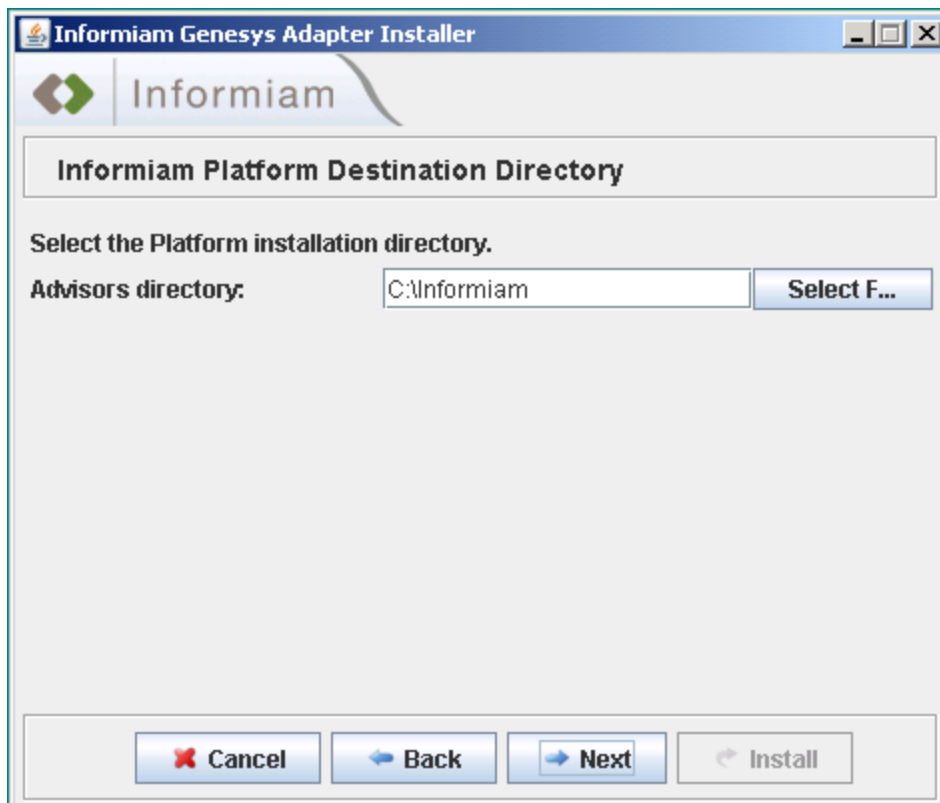 Informiam Genesys Adapter Installer
Informiam
Informiam Platform Destination Directory
Select the Platform installation directory.
Advisors directory: C:\Informiam Select F...
Cancel Back Next Install